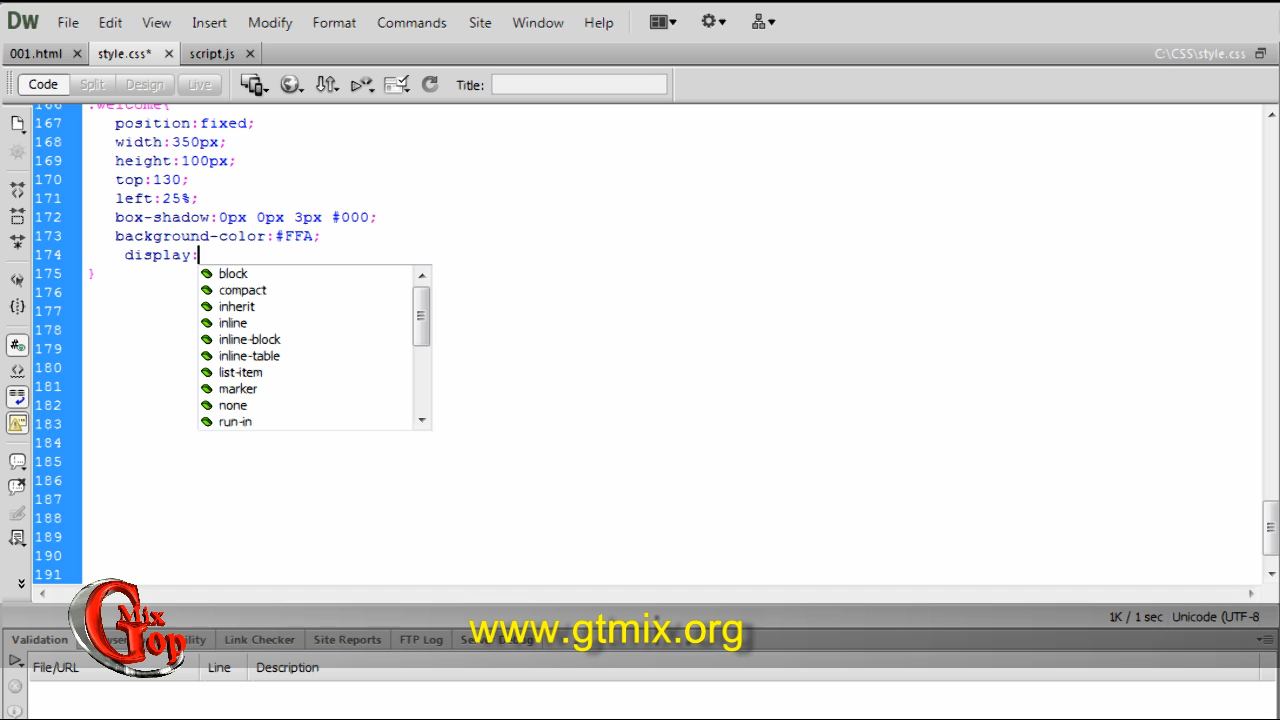 Dw File Edit View Insert Modify Format Commands Site Window Help
001.html style.css* script.js C:\CSS\style.css
Code Split Design Live Title:
166 .welcome{
167 position:fixed;
168 width:350px;
169 height:100px;
170 top:130;
171 left:25%;
172 box-shadow:0px 0px 3px #000;
173 background-color:#FFA;
174 display:
175 }
block
176 compact
177 inherit
inline
178 inline-block
179 inline-table
180 list-item
181 marker
182 none
183 run-in
184
185
186
187
188
189
190
191
1K / 1 sec Unicode (UTF-8
G Mix Top
www.gtmix.org
Validation Link Checker Site Reports FTP Log
File/URL Line Description